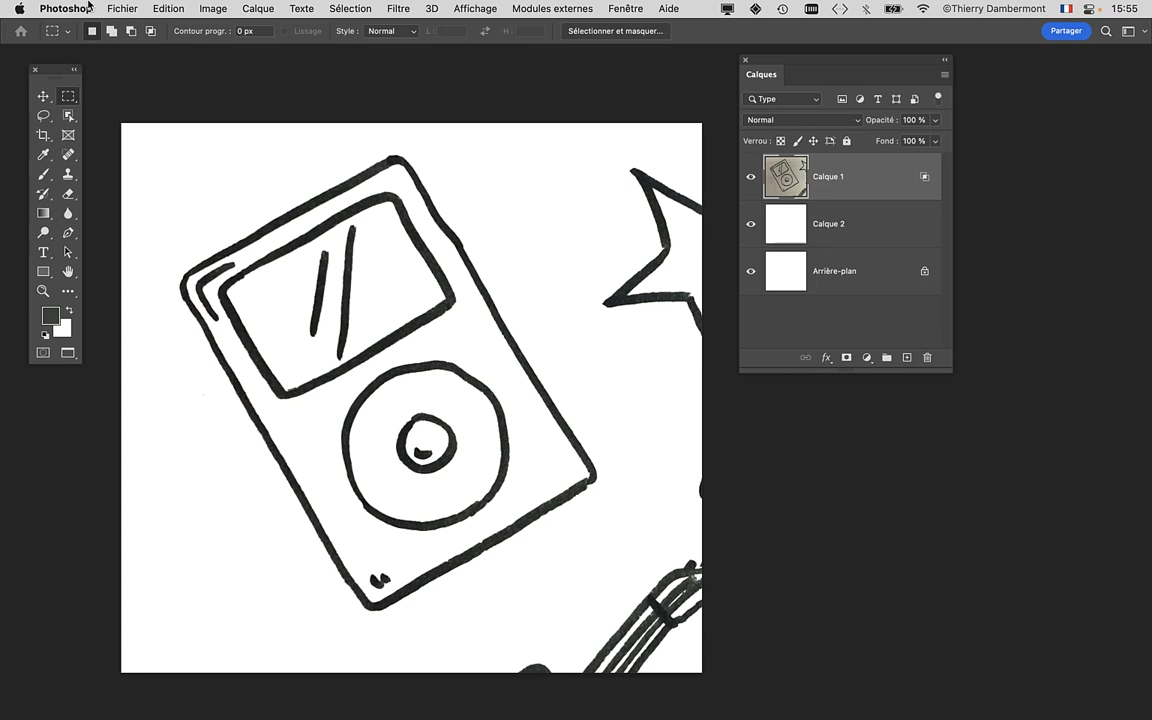 Photoshop Fichier Edition Image Calque Texte Sélection Filtre 3D Affichage Modules externes Fenêtre Aide ©Thierry Dambermont 15:55
Contour progr. : 0 px Lissage Style : Normal L : H : Sélectionner et masquer... Partager
Calques
Type
Normal Opacité : 100 %
Verrou : Fond : 100 %
Calque 1
Calque 2
Arrière-plan
T
fx